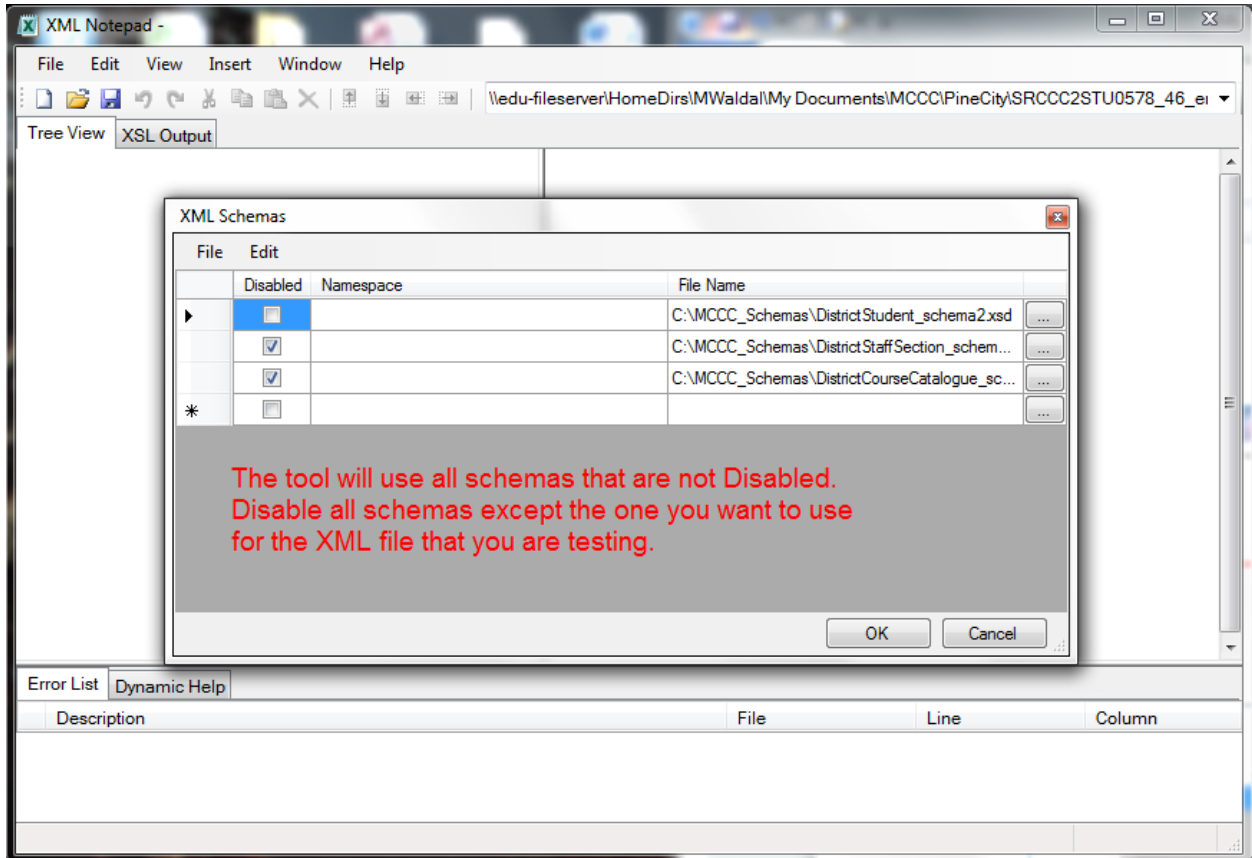 XML Notepad -
File Edit View Insert Window Help
\\edu-fileserver\HomeDirs\MWaldal\My Documents\MCCC\PineCity\SRCCC2STU0578_46_
Tree View XSL Output
XML Schemas
File Edit
Disabled Namespace File Name
C:\MCCC_Schemas\DistrictStudent_schema2.xsd ...
C:\MCCC_Schemas\DistrictStaffSection_schem... ...
C:\MCCC_Schemas\DistrictCourseCatalogue_sc... ...
* ...
The tool will use all schemas that are not Disabled.
Disable all schemas except the one you want to use
for the XML file that you are testing.
OK Cancel
Error List Dynamic Help
Description File Line Column